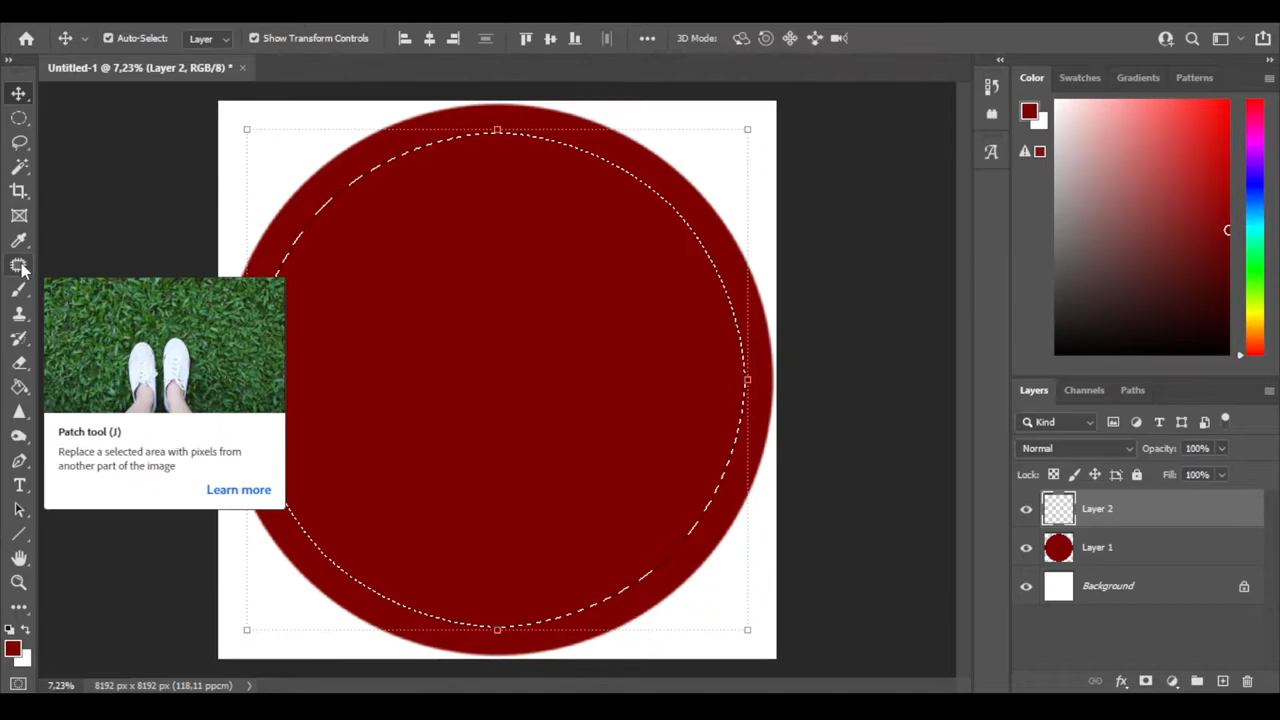 Auto-Select:
Layer
Show Transform Controls
3D Mode:
Untitled-1 @ 7,23% (Layer 2, RGB/8) *
Color
Swatches
Gradients
Patterns
Patch tool (J)
Replace a selected area with pixels from
another part of the image
Learn more
Layers
Channels
Paths
Kind
Normal
Opacity: 100%
Lock:
Fill: 100%
Layer 2
Layer 1
Background
7,23%
8192 px x 8192 px (118,11 ppcm)